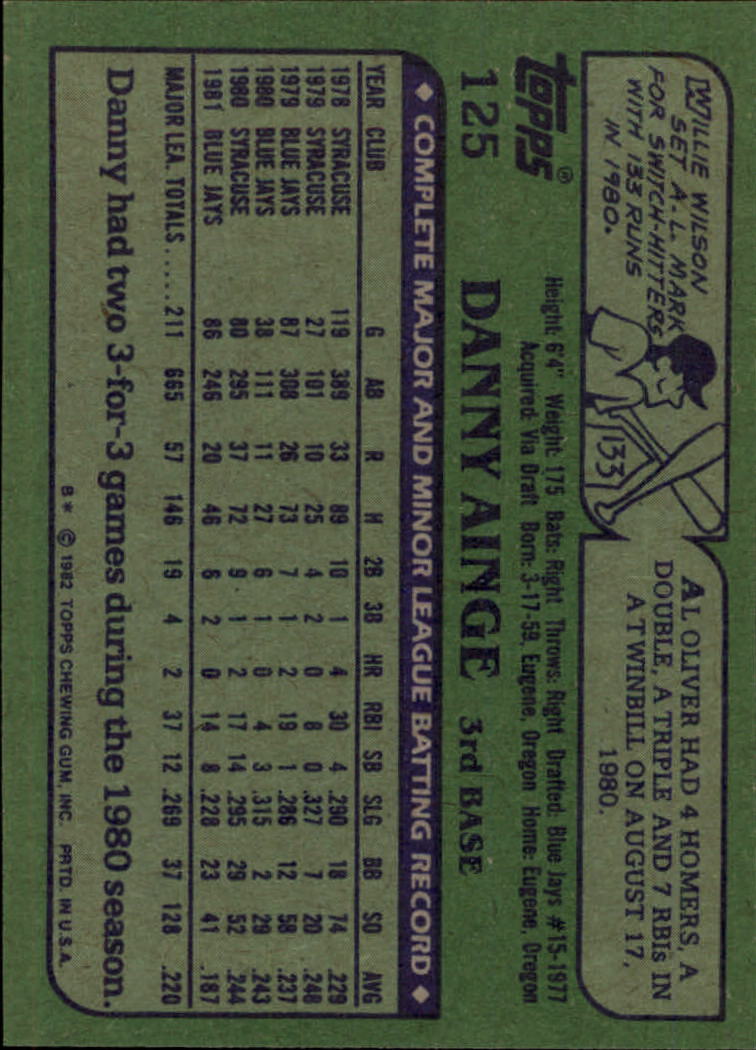 WILLIE WILSON
SET A.L. MARK
FOR SWITCH-HITTERS
WITH 133 RUNS
IN 1980.
133
AL OLIVER HAD 4 HOMERS, A
DOUBLE, A TRIPLE AND 7 RBIs IN
A TWINBILL ON AUGUST 17,
1980.
topps®
125
Height: 6'4" Weight: 175 Bats: Right Throws: Right Drafted: Blue Jays #15-1977
Acquired: Via Draft Born: 3-17-59, Eugene, Oregon Home: Eugene, Oregon
DANNY AINGE 3rd BASE
◆ COMPLETE MAJOR AND MINOR LEAGUE BATTING RECORD ◆
YEAR CLUB G AB R H 2B 3B HR RBI SB SLG BB SO AVG
1978 SYRACUSE 119 389 33 89 10 1 4 30 4 .290 18 74 .229
1979 SYRACUSE 27 101 10 25 4 2 0 8 0 .327 7 20 .248
1979 BLUE JAYS 87 308 26 73 7 1 2 19 1 .286 12 58 .237
1980 BLUE JAYS 38 111 11 27 6 1 0 4 3 .315 2 29 .243
1980 SYRACUSE 80 295 37 72 9 1 2 17 14 .295 29 52 .244
1981 BLUE JAYS 86 246 20 46 6 2 0 14 8 .228 23 41 .187
MAJOR LEA. TOTALS..... 211 665 57 146 19 4 2 37 12 .269 37 128 .220
Danny had two 3-for-3 games during the 1980 season.
B* © 1982 TOPPS CHEWING GUM, INC. PRTD. IN U.S.A.